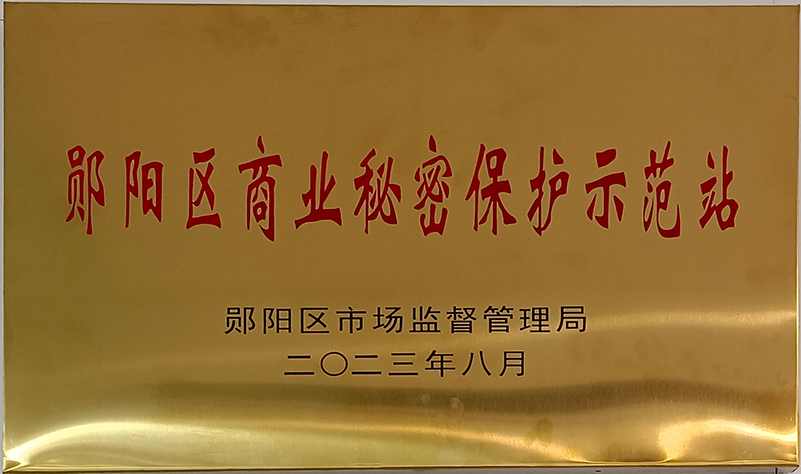 郧阳区商业秘密保护示范站
郧阳区市场监督管理局
二〇二三年八月